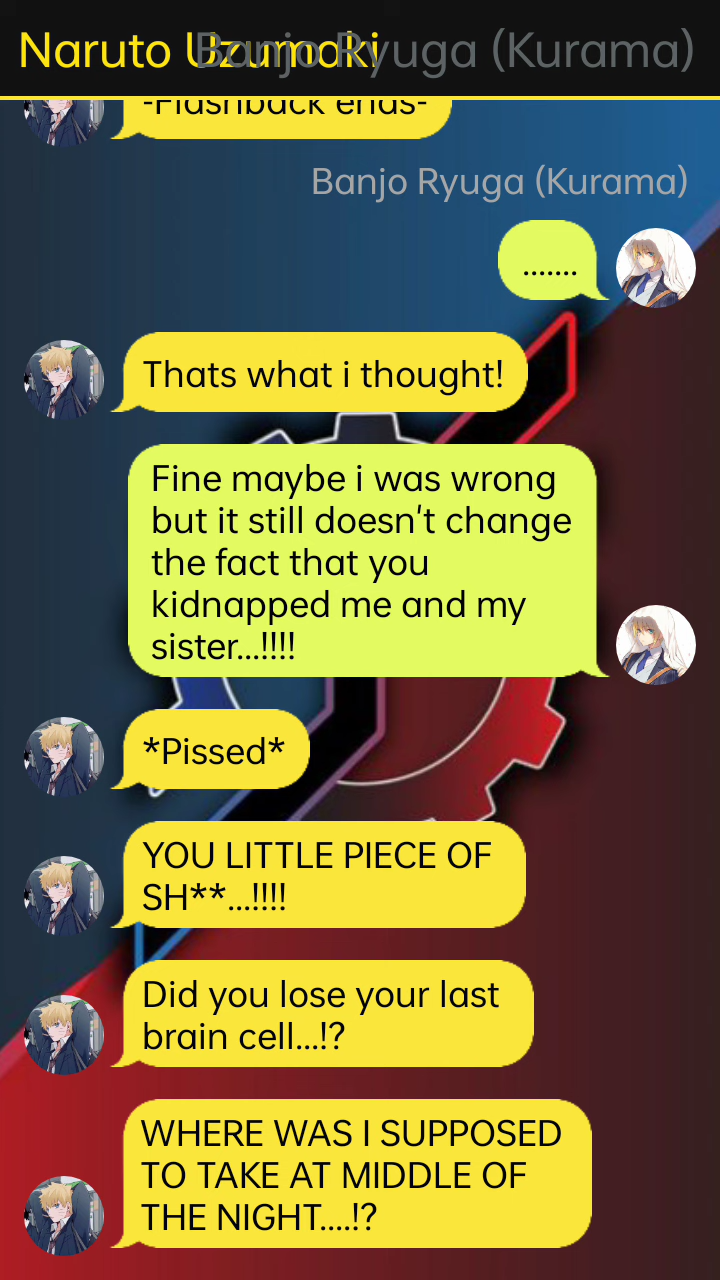 Naruto Uzumaki
Banjo Ryuga (Kurama)
-Flashback ends-
Banjo Ryuga (Kurama)
.......
Thats what i thought!
Fine maybe i was wrong
but it still doesn't change
the fact that you
kidnapped me and my
sister...!!!!
*Pissed*
YOU LITTLE PIECE OF
SH**...!!!!
Did you lose your last
brain cell...!?
WHERE WAS I SUPPOSED
TO TAKE AT MIDDLE OF
THE NIGHT....!?